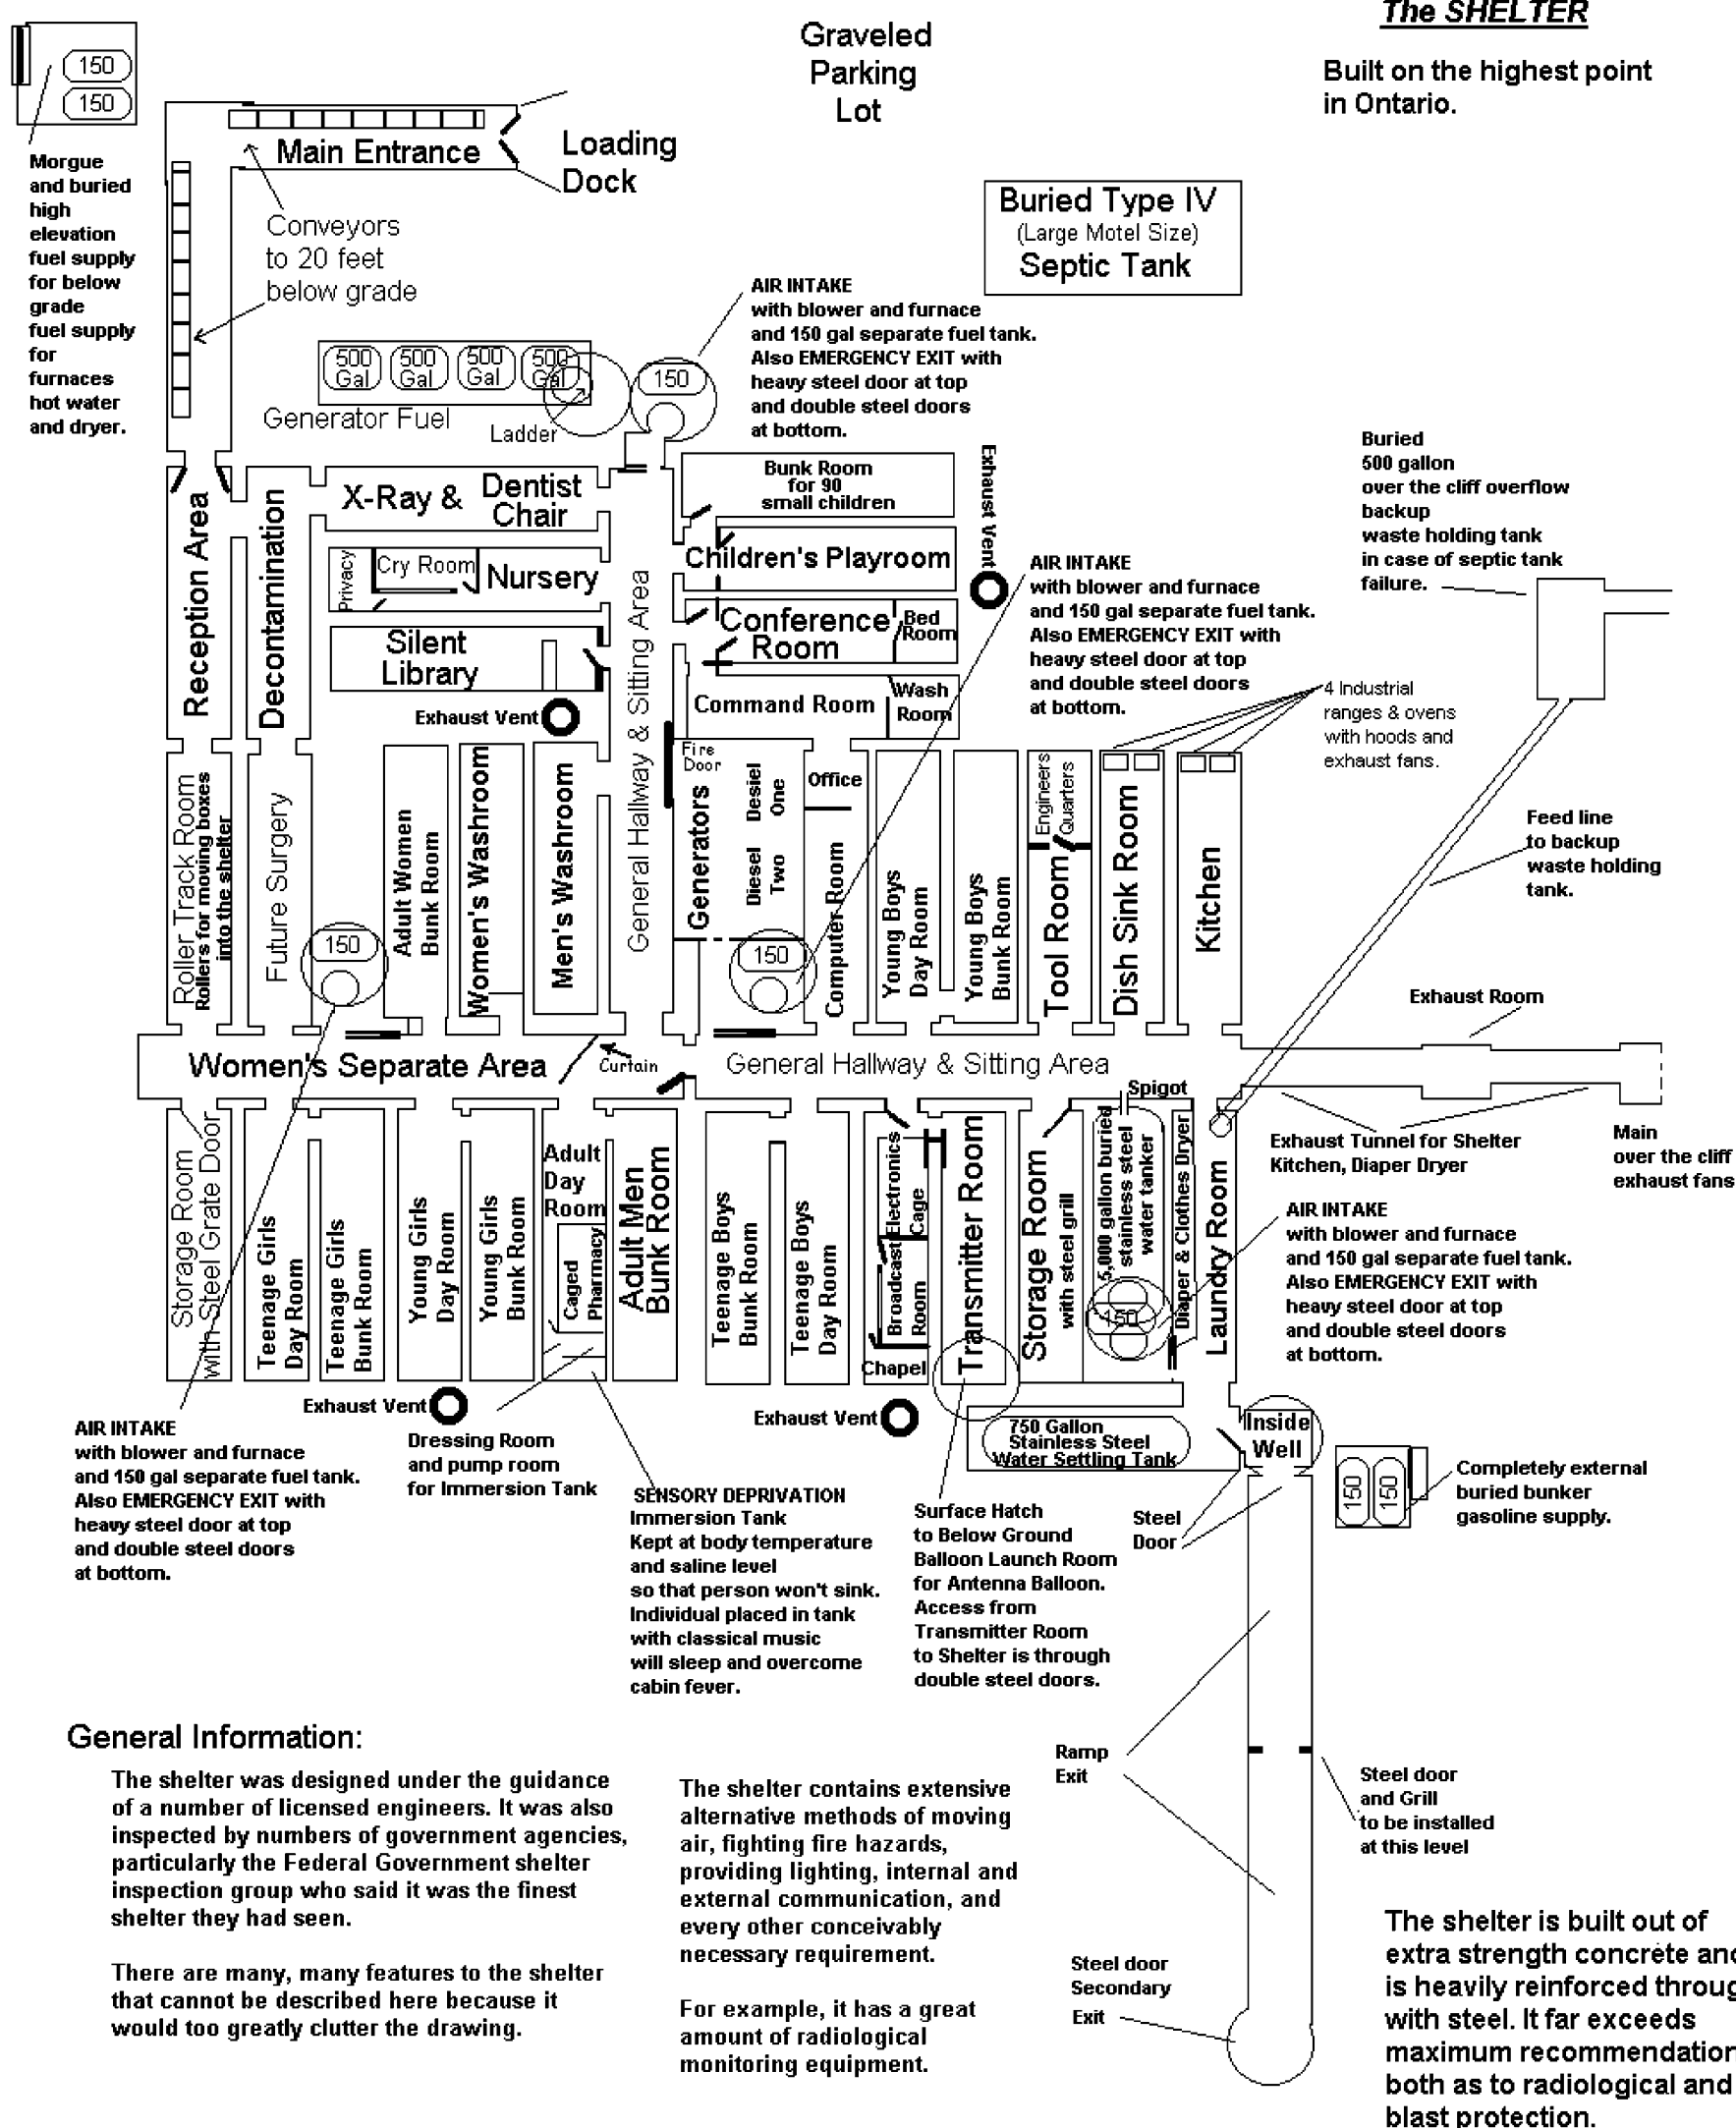 The SHELTER
Built on the highest point
in Ontario.
Graveled
Parking
Lot
150
150
Morgue
and buried
high
elevation
fuel supply
for below
grade
fuel supply
for
furnaces
hot water
and dryer.
Main Entrance
Loading
Dock
Conveyors
to 20 feet
below grade
Buried Type IV
(Large Motel Size)
Septic Tank
AIR INTAKE
with blower and furnace
and 150 gal separate fuel tank.
Also EMERGENCY EXIT with
heavy steel door at top
and double steel doors
at bottom.
500
Gal
500
Gal
500
Gal
500
Gal
150
Generator Fuel
Ladder
Buried
500 gallon
over the cliff overflow
backup
waste holding tank
in case of septic tank
failure.
Reception Area
Decontamination
X-Ray &
Dentist
Chair
Bunk Room
for 90
small children
Exhaust Vent
Privacy
Cry Room
Nursery
Children's Playroom
AIR INTAKE
with blower and furnace
and 150 gal separate fuel tank.
Also EMERGENCY EXIT with
heavy steel door at top
and double steel doors
at bottom.
Silent
Library
General Hallway & Sitting Area
Conference
Room
Bed
Room
Exhaust Vent
Command Room
Wash
Room
4 Industrial
ranges & ovens
with hoods and
exhaust fans.
Roller Track Room
Rollers for moving boxes
into the shelter
Future Surgery
150
Adult Women
Bunk Room
Women's Washroom
Men's Washroom
General Hallway & Sitting Area
Fire
Door
Generators
Desiel
One
Diesel
Two
150
Office
Computer Room
Young Boys
Day Room
Young Boys
Bunk Room
Engineers
Quarters
Tool Room
Dish Sink Room
Kitchen
Feed line
to backup
waste holding
tank.
Exhaust Room
Women's Separate Area
Curtain
General Hallway & Sitting Area
Spigot
Exhaust Tunnel for Shelter
Kitchen, Diaper Dryer
Main
over the cliff
exhaust fans
Storage Room
with Steel Grate Door
Teenage Girls
Day Room
Teenage Girls
Bunk Room
Young Girls
Day Room
Young Girls
Bunk Room
Adult
Day
Room
Caged
Pharmacy
Adult Men
Bunk Room
Teenage Boys
Bunk Room
Teenage Boys
Day Room
Electronics
Cage
Broadcast
Room
Chapel
Transmitter Room
Storage Room
with steel grill
5,000 gallon buried
stainless steel
water tanker
150
Diaper & Clothes Dryer
Laundry Room
AIR INTAKE
with blower and furnace
and 150 gal separate fuel tank.
Also EMERGENCY EXIT with
heavy steel door at top
and double steel doors
at bottom.
Exhaust Vent
Exhaust Vent
AIR INTAKE
with blower and furnace
and 150 gal separate fuel tank.
Also EMERGENCY EXIT with
heavy steel door at top
and double steel doors
at bottom.
Dressing Room
and pump room
for Immersion Tank
SENSORY DEPRIVATION
Immersion Tank
Kept at body temperature
and saline level
so that person won't sink.
Individual placed in tank
with classical music
will sleep and overcome
cabin fever.
750 Gallon
Stainless Steel
Water Settling Tank
Inside
Well
150
150
Completely external
buried bunker
gasoline supply.
Surface Hatch
to Below Ground
Balloon Launch Room
for Antenna Balloon.
Access from
Transmitter Room
to Shelter is through
double steel doors.
Steel
Door
General Information:
The shelter was designed under the guidance
of a number of licensed engineers. It was also
inspected by numbers of government agencies,
particularly the Federal Government shelter
inspection group who said it was the finest
shelter they had seen.
There are many, many features to the shelter
that cannot be described here because it
would too greatly clutter the drawing.
The shelter contains extensive
alternative methods of moving
air, fighting fire hazards,
providing lighting, internal and
external communication, and
every other conceivably
necessary requirement.
For example, it has a great
amount of radiological
monitoring equipment.
Ramp
Exit
Steel door
and Grill
to be installed
at this level
Steel door
Secondary
Exit
The shelter is built out of
extra strength concrete and
is heavily reinforced throug
with steel. It far exceeds
maximum recommendation
both as to radiological and
blast protection.